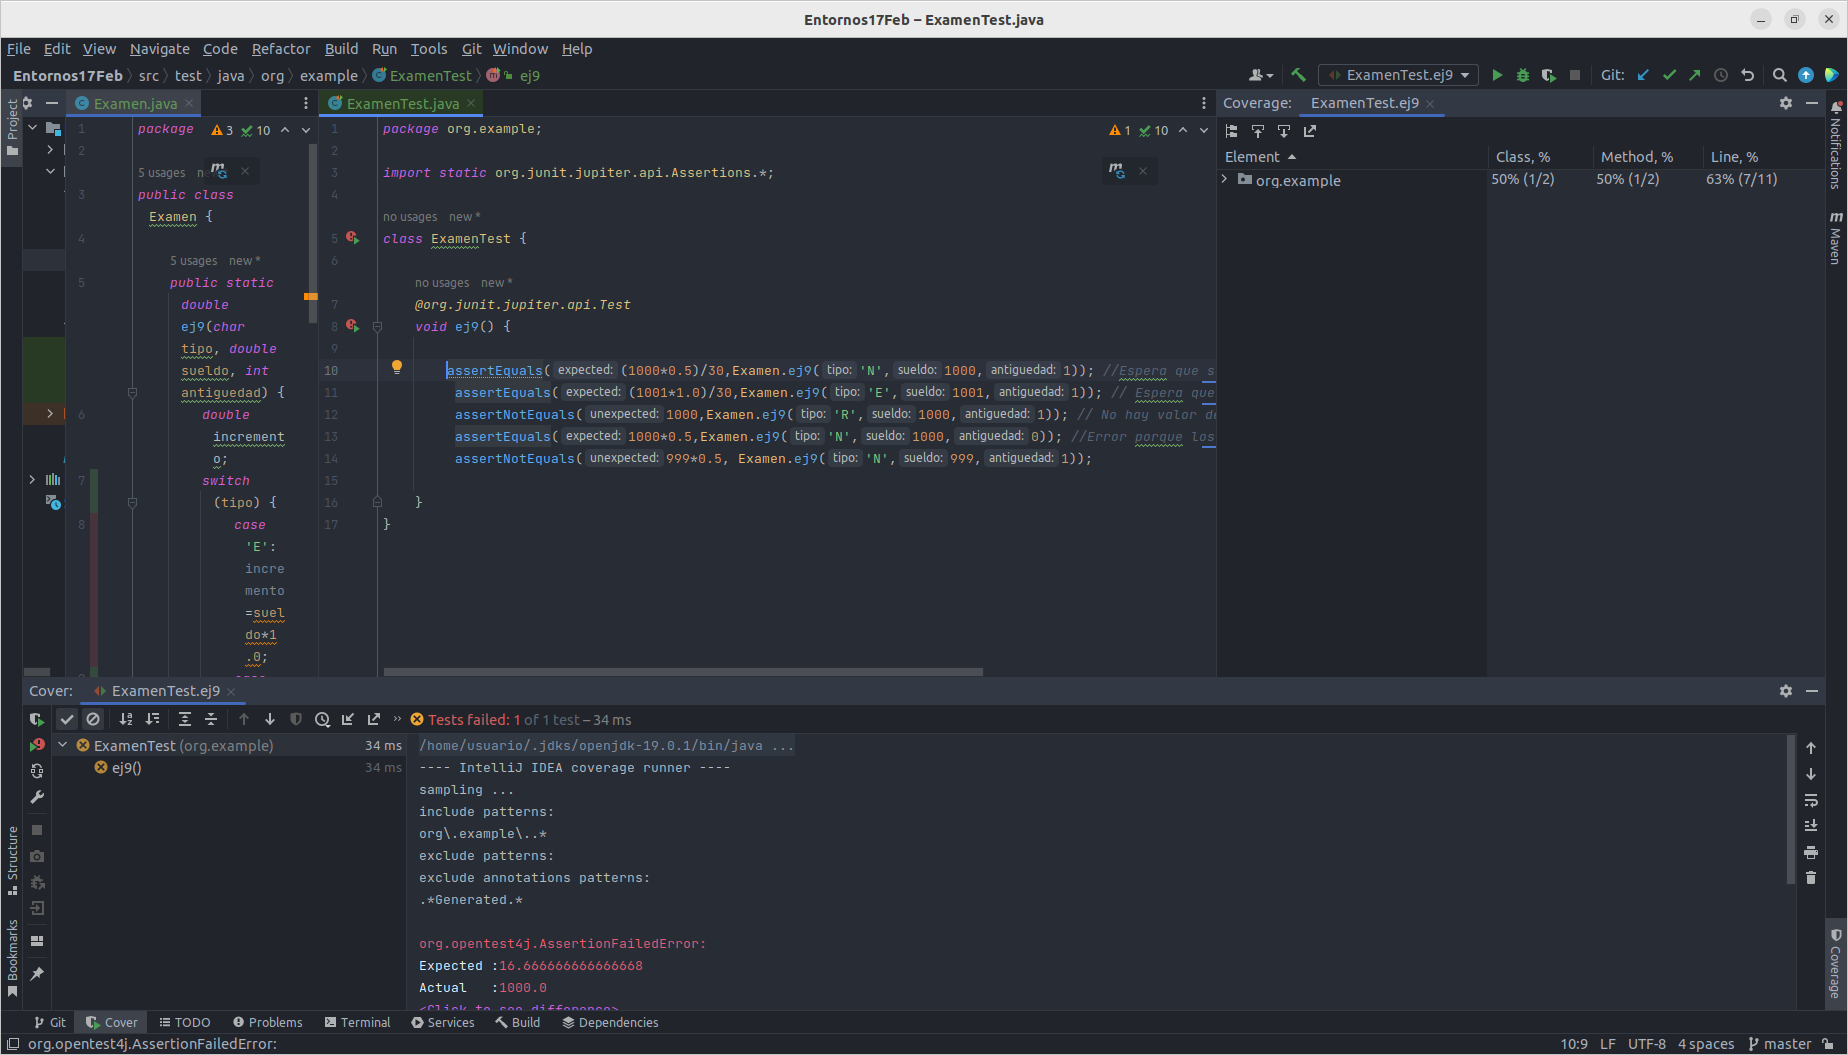 Entornos17Feb – ExamenTest.java
File Edit View Navigate Code Refactor Build Run Tools Git Window Help
Entornos17Feb src test java org example ExamenTest ej9
ExamenTest.ej9 Git:
Project
Examen.java
ExamenTest.java
Coverage: ExamenTest.ej9
3 10
1 package
2
5 usages
3 public class
Examen {
4
5 usages new *
5 public static
double
ej9(char
tipo, double
sueldo, int
antiguedad) {
6 double
increment
o;
7 switch
(tipo) {
8 case
'E':
incre
mento
=suel
do*1
.0;
1 10
1 package org.example;
2
3 import static org.junit.jupiter.api.Assertions.*;
4
no usages new *
5 class ExamenTest {
6
no usages new *
7 @org.junit.jupiter.api.Test
8 void ej9() {
9
10 assertEquals( expected: (1000*0.5)/30,Examen.ej9( tipo: 'N', sueldo: 1000, antiguedad: 1)); //Espera que s
11 assertEquals( expected: (1001*1.0)/30,Examen.ej9( tipo: 'E', sueldo: 1001, antiguedad: 1)); // Espera que
12 assertNotEquals( unexpected: 1000,Examen.ej9( tipo: 'R', sueldo: 1000, antiguedad: 1)); // No hay valor de
13 assertEquals( expected: 1000*0.5,Examen.ej9( tipo: 'N', sueldo: 1000, antiguedad: 0)); //Error porque los
14 assertNotEquals( unexpected: 999*0.5, Examen.ej9( tipo: 'N', sueldo: 999, antiguedad: 1));
15
16 }
17 }
Element Class, % Method, % Line, %
org.example 50% (1/2) 50% (1/2) 63% (7/11)
Notifications
Maven
Cover: ExamenTest.ej9
Tests failed: 1 of 1 test – 34 ms
ExamenTest (org.example) 34 ms
ej9() 34 ms
/home/usuario/.jdks/openjdk-19.0.1/bin/java ...
---- IntelliJ IDEA coverage runner ----
sampling ...
include patterns:
org\.example\..*
exclude patterns:
exclude annotations patterns:
.*Generated.*
org.opentest4j.AssertionFailedError:
Expected :16.666666666666668
Actual :1000.0
<Click to see difference>
Structure
Bookmarks
Coverage
Git Cover TODO Problems Terminal Services Build Dependencies
org.opentest4j.AssertionFailedError:
10:9 LF UTF-8 4 spaces master